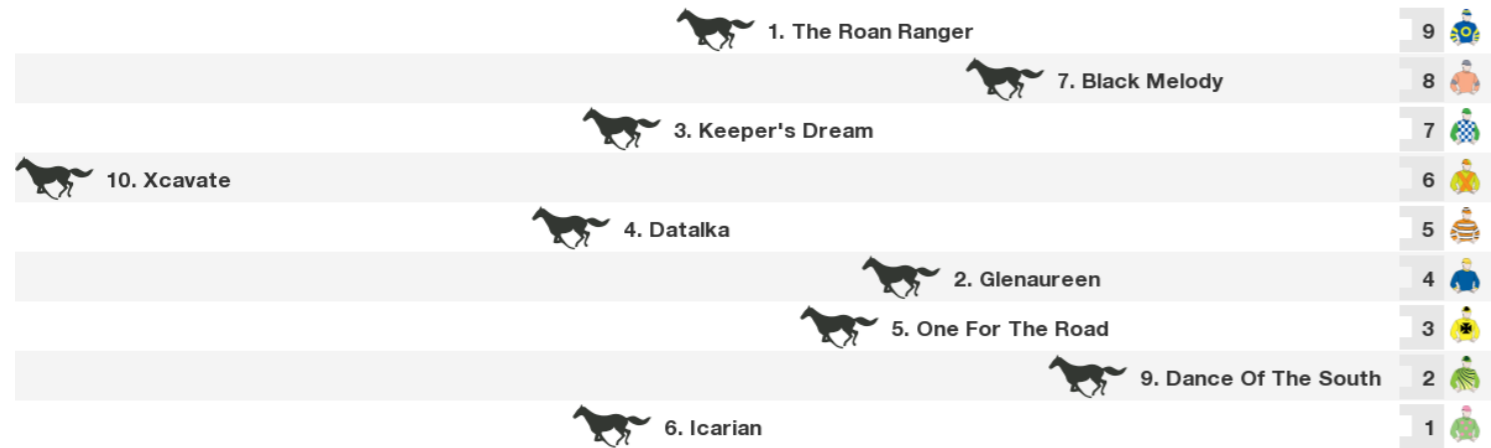 1. The Roan Ranger 9
7. Black Melody 8
3. Keeper's Dream 7
10. Xcavate 6
4. Datalka 5
2. Glenaureen 4
5. One For The Road 3
9. Dance Of The South 2
6. Icarian 1